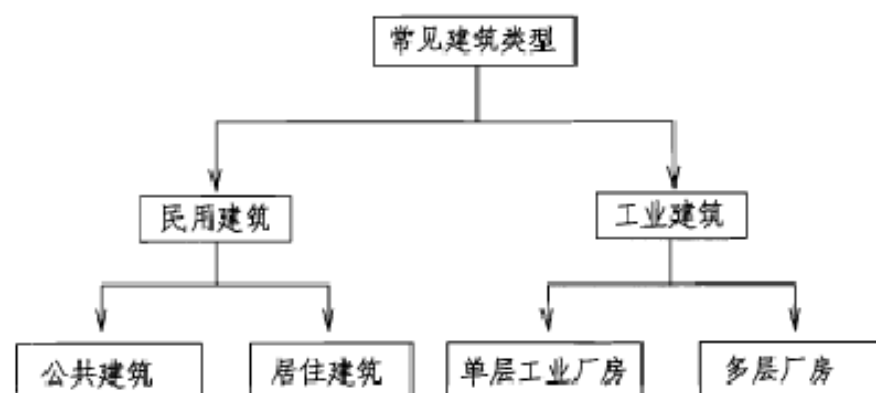 常见建筑类型
民用建筑
工业建筑
公共建筑
居住建筑
单层工业厂房
多层厂房